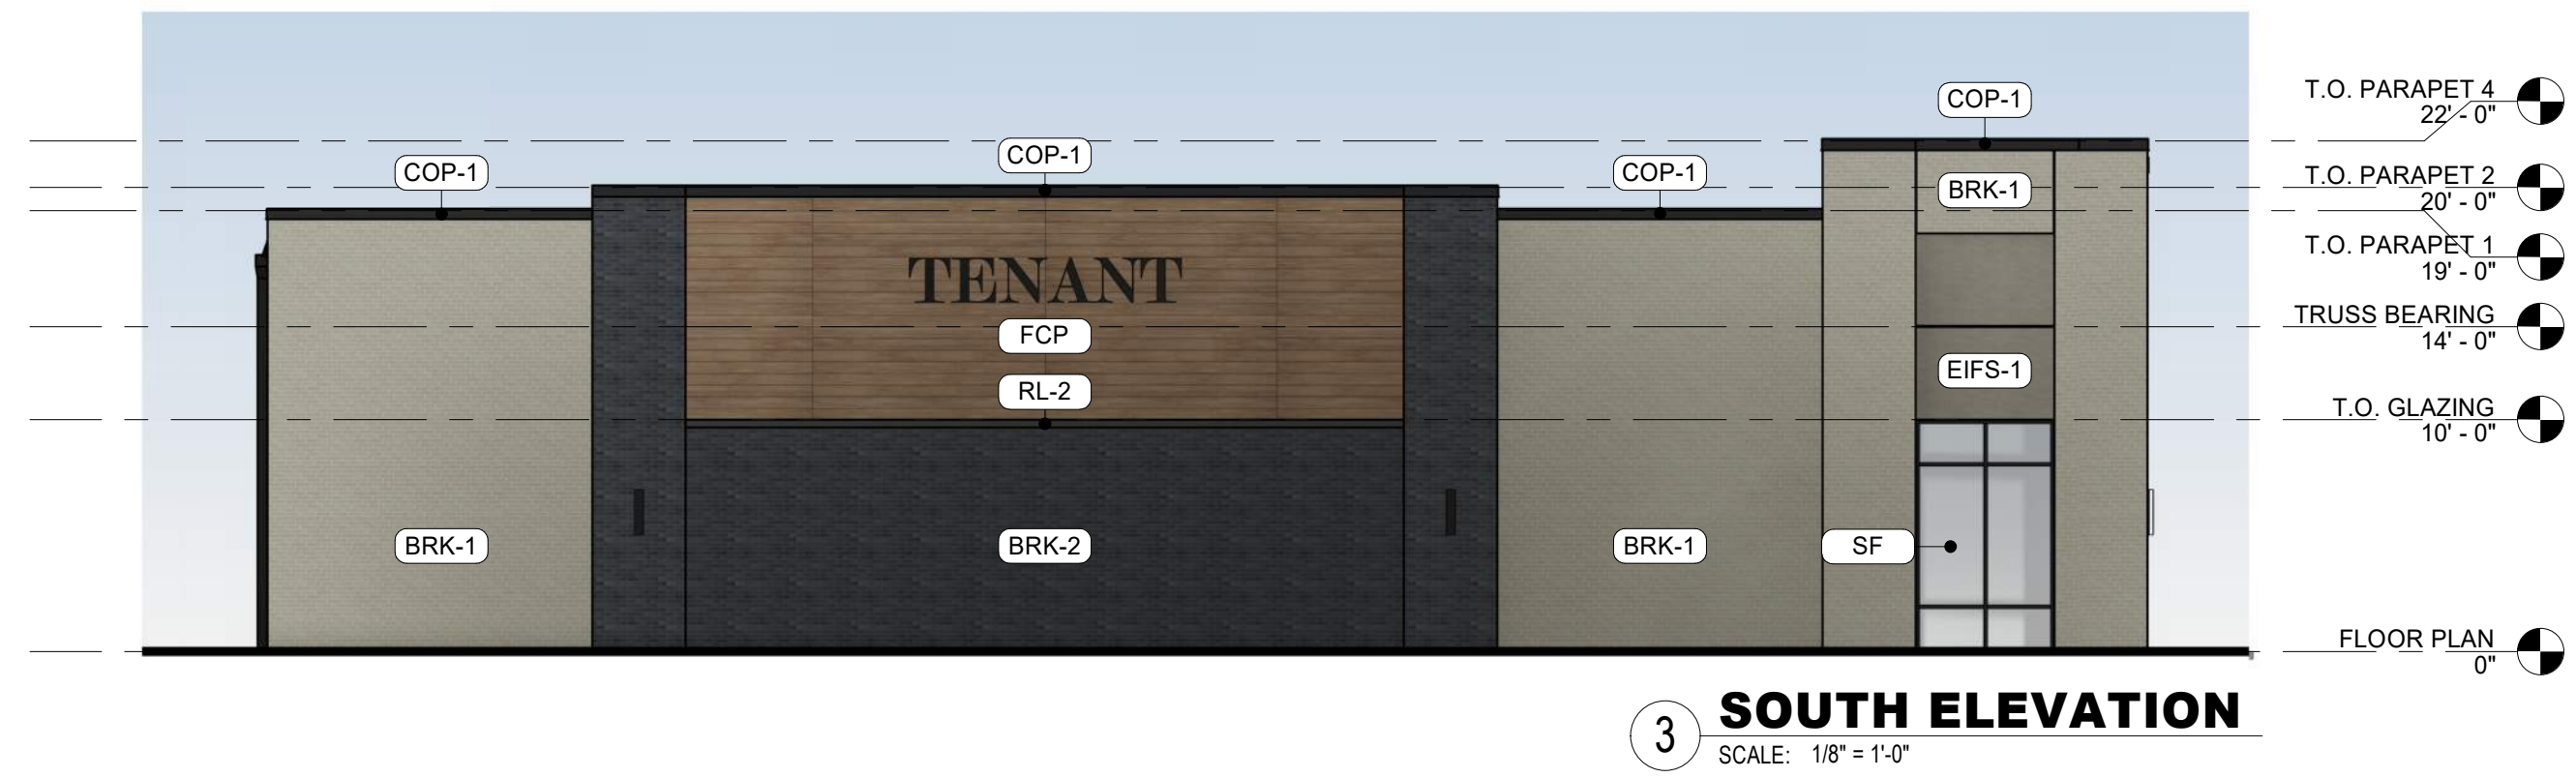 T.O. PARAPET 4
22' - 0"
COP-1
COP-1
COP-1
COP-1
T.O. PARAPET 2
20' - 0"
BRK-1
T.O. PARAPET 1
19' - 0"
TENANT
TRUSS BEARING
14' - 0"
FCP
EIFS-1
RL-2
T.O. GLAZING
10' - 0"
BRK-1
BRK-2
BRK-1
SF
FLOOR PLAN
0"
3
SOUTH ELEVATION
SCALE: 1/8" = 1'-0"